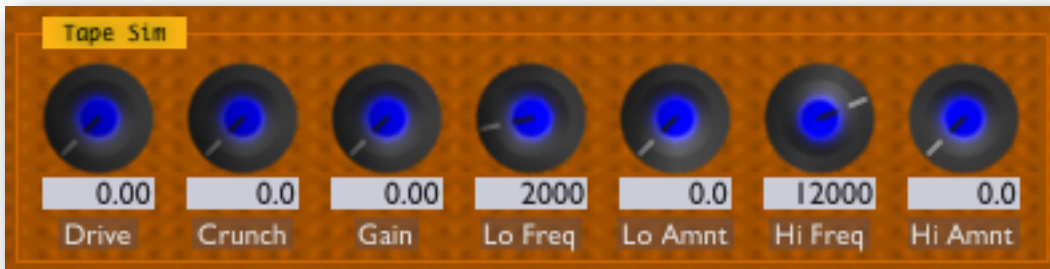 Tape Sim
0.00 0.0 0.00 2000 0.0 12000 0.0
Drive Crunch Gain Lo Freq Lo Amnt Hi Freq Hi Amnt